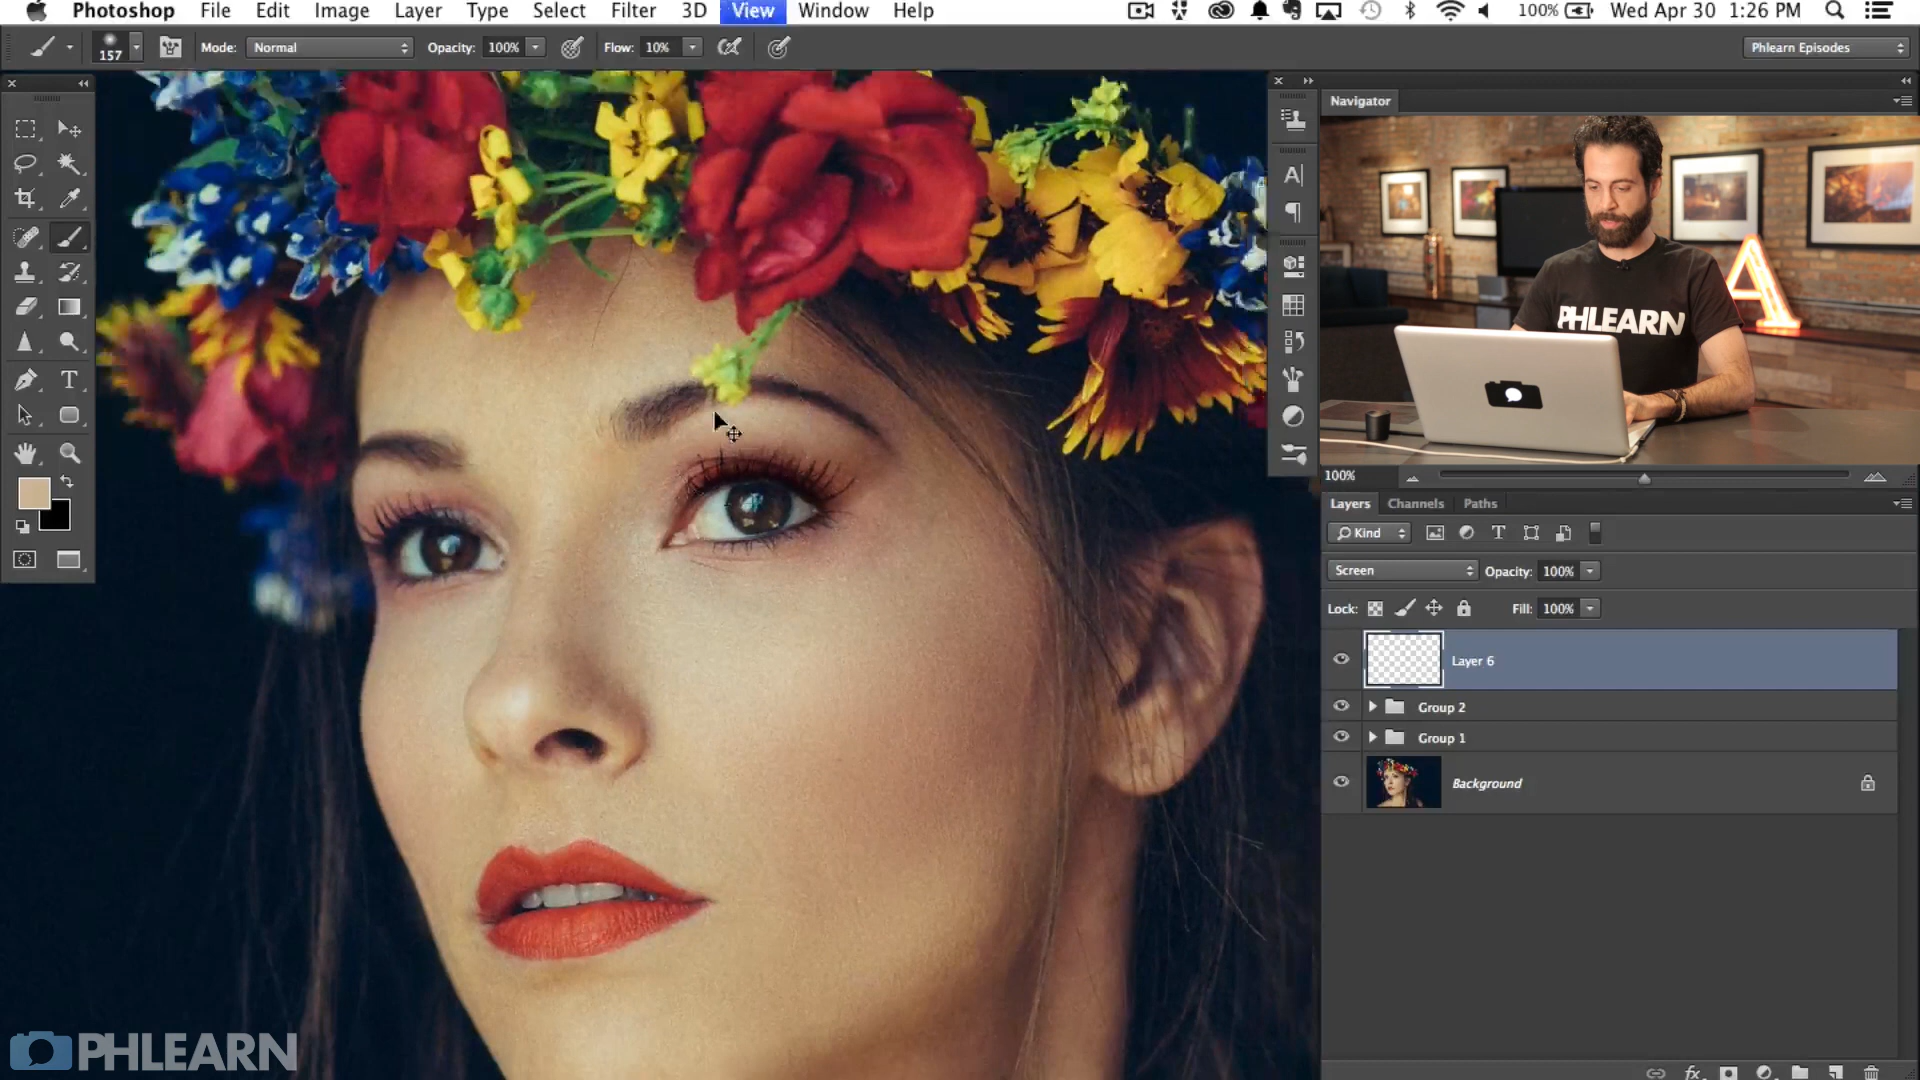 Photoshop File Edit Image Layer Type Select Filter 3D View Window Help 100% Wed Apr 30 1:26 PM
157 Mode: Normal Opacity: 100% Flow: 10% Phlearn Episodes
Navigator
PHLEARN
A
100%
Layers Channels Paths
Kind
Screen Opacity: 100%
Lock: Fill: 100%
Layer 6
Group 2
Group 1
Background
PHLEARN